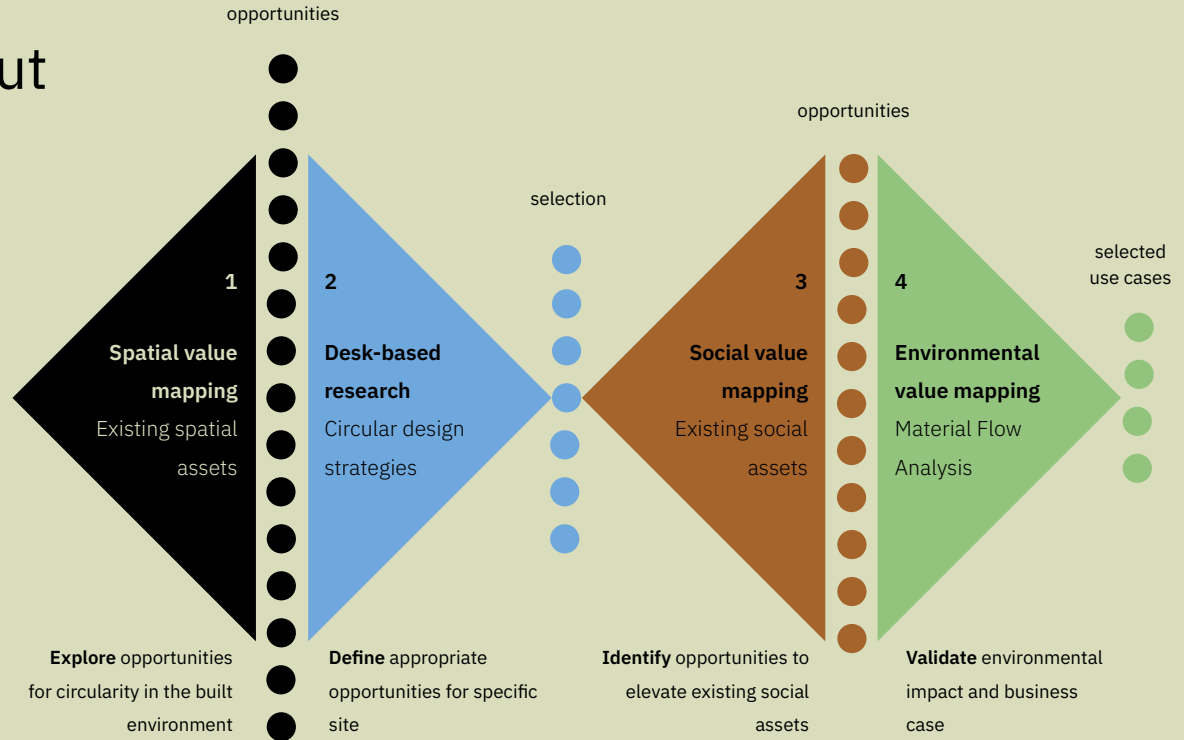 opportunities
ut
opportunities
selection
selected
use cases
1
Spatial value
mapping
Existing spatial
assets
2
Desk-based
research
Circular design
strategies
3
Social value
mapping
Existing social
assets
4
Environmental
value mapping
Material Flow
Analysis
Explore opportunities
for circularity in the built
environment
Define appropriate
opportunities for specific
site
Identify opportunities to
elevate existing social
assets
Validate environmental
impact and business
case